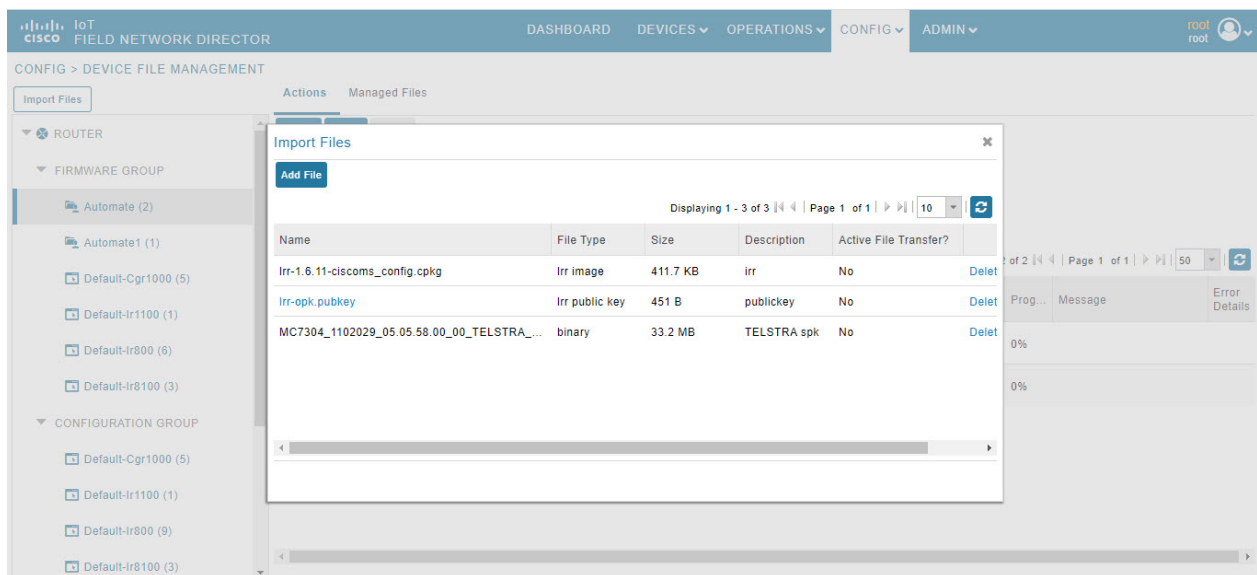 IoT
CISCO FIELD NETWORK DIRECTOR
DASHBOARD DEVICES OPERATIONS CONFIG ADMIN
root
root
CONFIG > DEVICE FILE MANAGEMENT
Import Files
Actions Managed Files
ROUTER
FIRMWARE GROUP
Automate (2)
Automate1 (1)
Default-Cgr1000 (5)
Default-Ir1100 (1)
Default-Ir800 (6)
Default-Ir8100 (3)
CONFIGURATION GROUP
Default-Cgr1000 (5)
Default-Ir1100 (1)
Default-Ir800 (9)
Default-Ir8100 (3)
Import Files
Add File
Displaying 1 - 3 of 3 Page 1 of 1 10
Name File Type Size Description Active File Transfer?
lrr-1.6.11-ciscoms_config.cpkg lrr image 411.7 KB lrr No Delet
lrr-opk.pubkey lrr public key 451 B publickey No Delet
MC7304_1102029_05.05.58.00_00_TELSTRA_... binary 33.2 MB TELSTRA spk No Delet
of 2 Page 1 of 1 50
Prog... Message Error Details
0%
0%